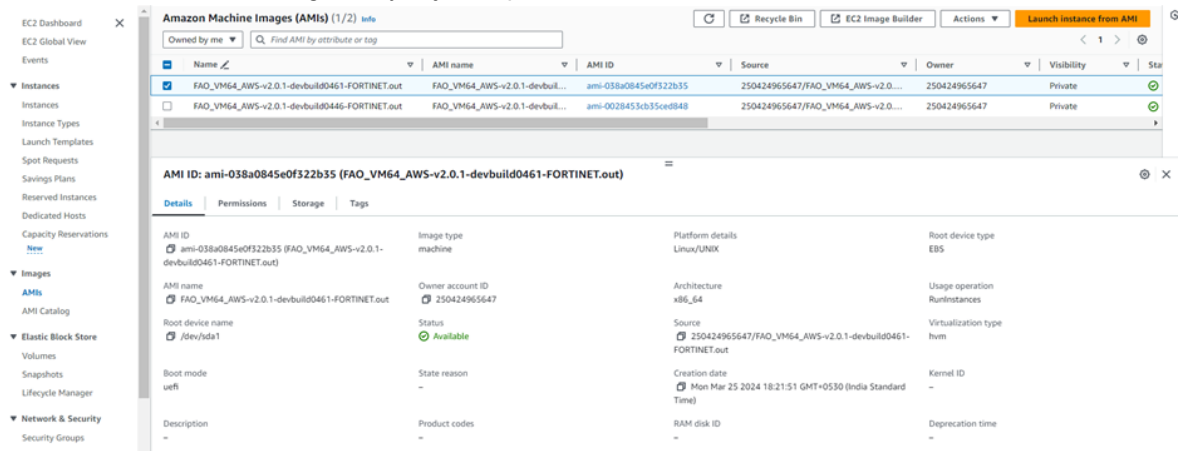 EC2 Dashboard
EC2 Global View
Events
Instances
Instances
Instance Types
Launch Templates
Spot Requests
Savings Plans
Reserved Instances
Dedicated Hosts
Capacity Reservations
New
Images
AMIs
AMI Catalog
Elastic Block Store
Volumes
Snapshots
Lifecycle Manager
Network & Security
Security Groups
Amazon Machine Images (AMIs) (1/2) Info
Recycle Bin EC2 Image Builder Actions Launch instance from AMI
Owned by me Find AMI by attribute or tag 1
Name AMI name AMI ID Source Owner Visibility Sta
FAO_VM64_AWS-v2.0.1-devbuild0461-FORTINET.out FAO_VM64_AWS-v2.0.1-devbuil... ami-038a0845e0f322b35 250424965647/FAO_VM64_AWS-v2.0.... 250424965647 Private
FAO_VM64_AWS-v2.0.1-devbuild0446-FORTINET.out FAO_VM64_AWS-v2.0.1-devbuil... ami-0028453cb35ced848 250424965647/FAO_VM64_AWS-v2.0.... 250424965647 Private
AMI ID: ami-038a0845e0f322b35 (FAO_VM64_AWS-v2.0.1-devbuild0461-FORTINET.out)
Details Permissions Storage Tags
AMI ID Image type Platform details Root device type
ami-038a0845e0f322b35 (FAO_VM64_AWS-v2.0.1- machine Linux/UNIX EBS
devbuild0461-FORTINET.out)
AMI name Owner account ID Architecture Usage operation
FAO_VM64_AWS-v2.0.1-devbuild0461-FORTINET.out 250424965647 x86_64 RunInstances
Root device name Status Source Virtualization type
/dev/sda1 Available 250424965647/FAO_VM64_AWS-v2.0.1-devbuild0461- hvm
FORTINET.out
Boot mode State reason Creation date Kernel ID
uefi – Mon Mar 25 2024 18:21:51 GMT+0530 (India Standard –
Time)
Description Product codes RAM disk ID Deprecation time
– – – –